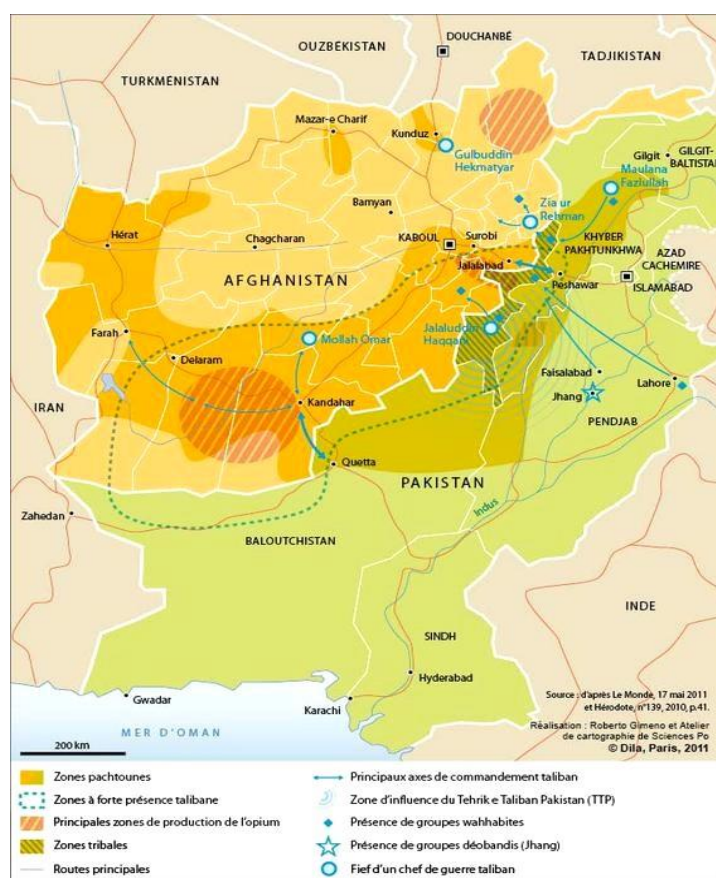 DOUCHANBÉ
OUZBÉKISTAN
TADJIKISTAN
TURKMÉNISTAN
Mazar-e Charif
Kunduz
Gulbuddin
Hekmatyar
Gilgit
GILGIT-
BALTISTAN
Maulana
Fazlullah
Zia ur
Rehman
Bamyan
KABOUL
Surobi
KHYBER
PAKHTUNKHWA
Hérat
Chagcharan
Jalalabad
Peshawar
AZAD
CACHEMIRE
ISLAMABAD
AFGHANISTAN
Farah
Mollah Omar
Jalaluddin
Haqqani
Delaram
Faisalabad
Lahore
Jhang
IRAN
Kandahar
PENDJAB
Quetta
PAKISTAN
Indus
Zahedan
BALOUTCHISTAN
INDE
SINDH
Hyderabad
Gwadar
Karachi
MER D'OMAN
200 km
Source : d'après Le Monde, 17 mai 2011
et Hérodote, n°139, 2010, p.41.
Réalisation : Roberto Gimeno et Atelier
de cartographie de Sciences Po
© Dila, Paris, 2011
Zones pachtounes
Zones à forte présence talibane
Principales zones de production de l'opium
Zones tribales
Routes principales
Principaux axes de commandement taliban
Zone d'influence du Tehrik e Taliban Pakistan (TTP)
Présence de groupes wahhabites
Présence de groupes déobandis (Jhang)
Fief d'un chef de guerre taliban